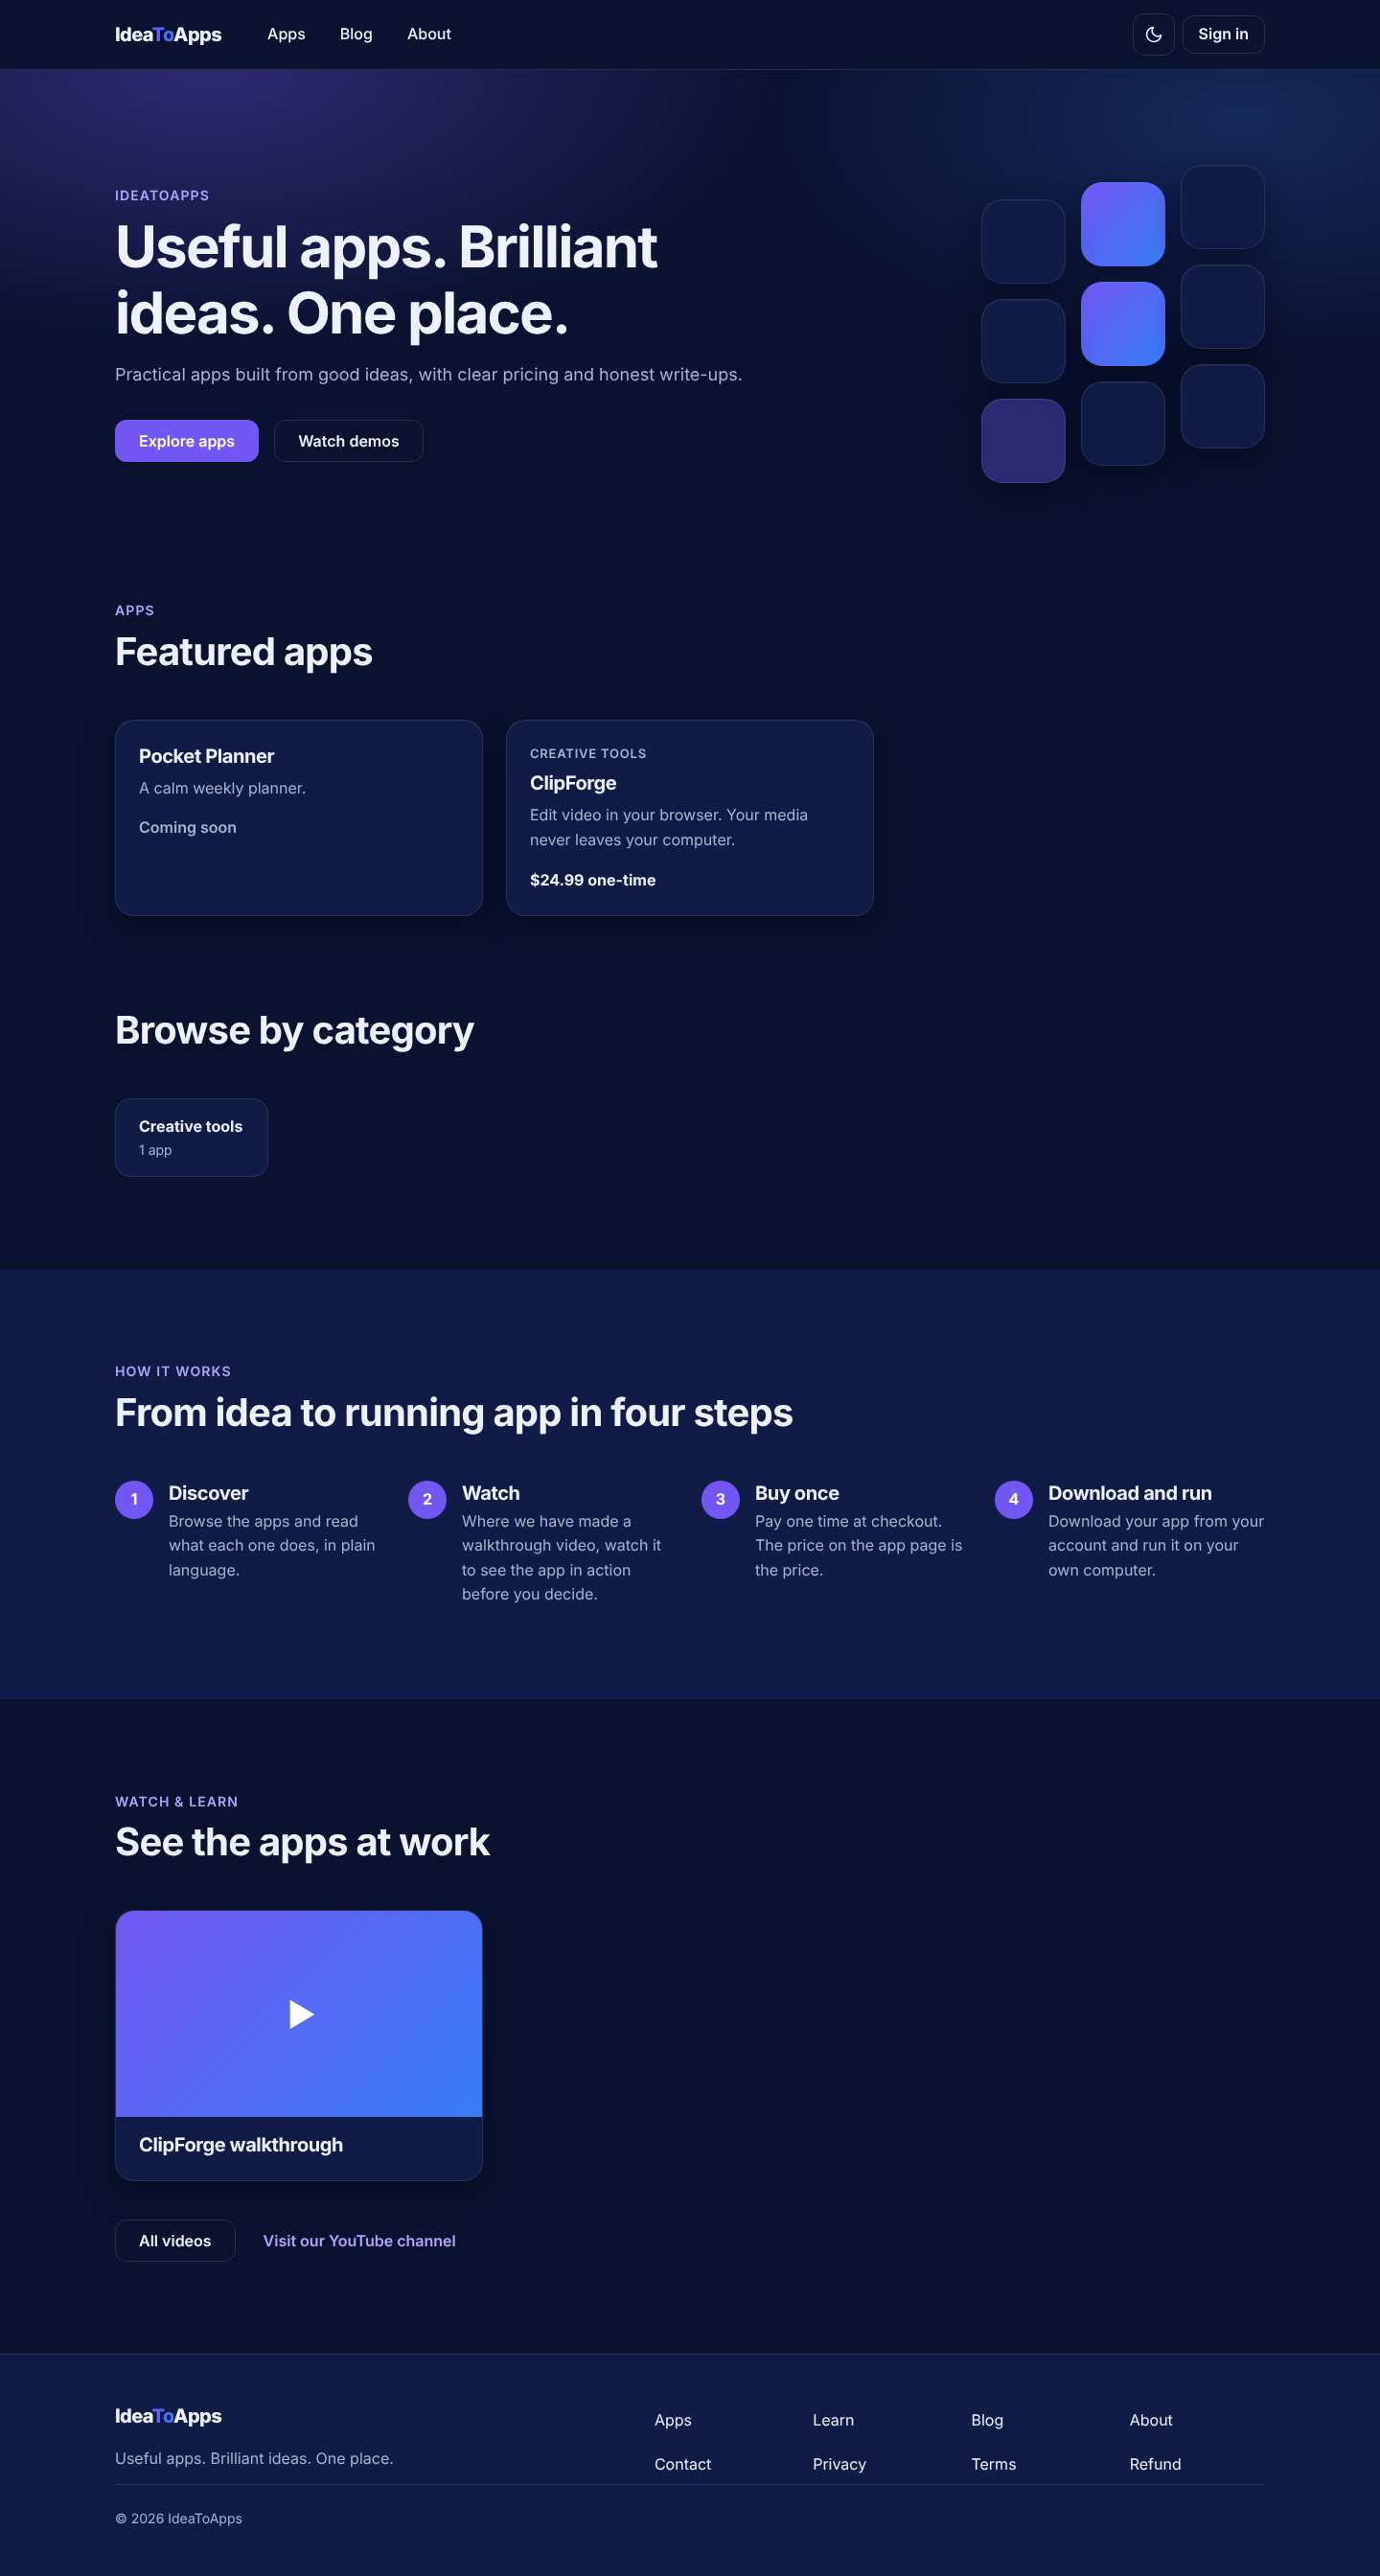 IdeaToApps
Apps
Blog
About
Sign in
IDEATOAPPS
Useful apps. Brilliant
ideas. One place.
Practical apps built from good ideas, with clear pricing and honest write-ups.
Explore apps
Watch demos
APPS
Featured apps
Pocket Planner
A calm weekly planner.
Coming soon
CREATIVE TOOLS
ClipForge
Edit video in your browser. Your media
never leaves your computer.
$24.99 one-time
Browse by category
Creative tools
1 app
HOW IT WORKS
From idea to running app in four steps
1
Discover
Browse the apps and read
what each one does, in plain
language.
2
Watch
Where we have made a
walkthrough video, watch it
to see the app in action
before you decide.
3
Buy once
Pay one time at checkout.
The price on the app page is
the price.
4
Download and run
Download your app from your
account and run it on your
own computer.
WATCH & LEARN
See the apps at work
ClipForge walkthrough
All videos
Visit our YouTube channel
IdeaToApps
Useful apps. Brilliant ideas. One place.
Apps
Learn
Blog
About
Contact
Privacy
Terms
Refund
© 2026 IdeaToApps